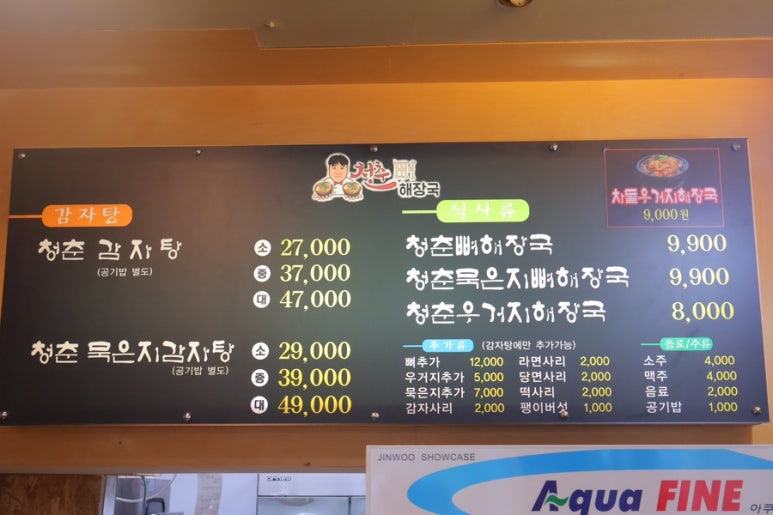 청춘뼈
해장국
차돌우거지해장국
9,000원
감자탕
청춘 감자탕
(공기밥 별도)
소 27,000
중 37,000
대 47,000
청춘 묵은지감자탕
(공기밥 별도)
소 29,000
중 39,000
대 49,000
식사류
청춘뼈해장국 9,900
청춘묵은지뼈해장국 9,900
청춘우거지해장국 8,000
추가류 (감자탕에만 추가가능)
뼈추가 12,000 라면사리 2,000
우거지추가 5,000 당면사리 2,000
묵은지추가 7,000 떡사리 2,000
감자사리 2,000 팽이버섯 1,000
음료/주류
소주 4,000
맥주 4,000
음료 2,000
공기밥 1,000
JINWOO SHOWCASE
Aqua FINE 아쿠